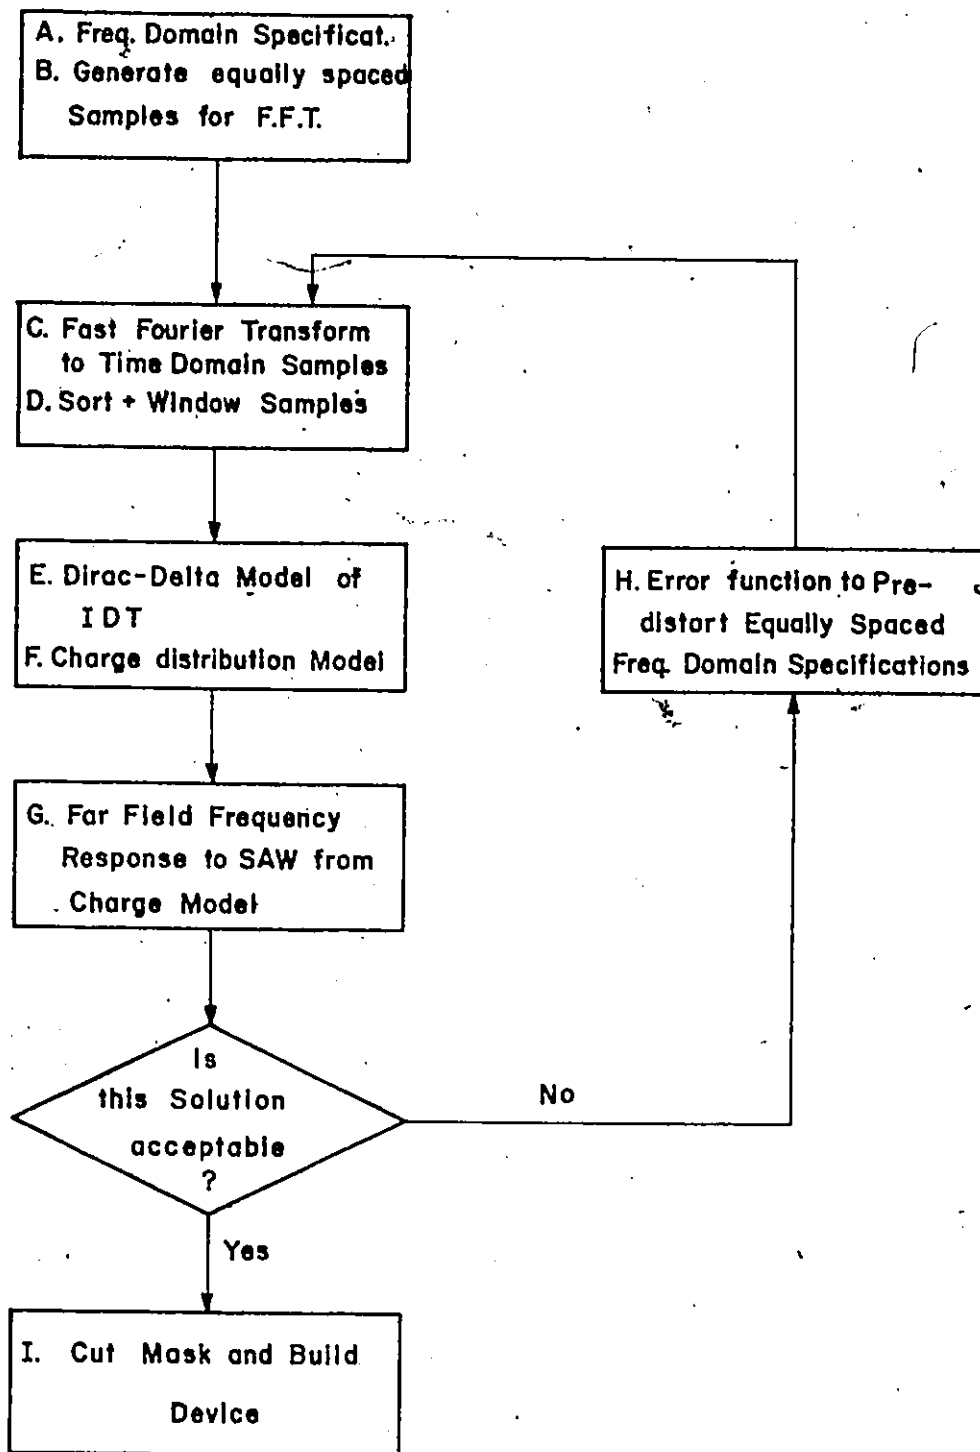 A. Freq. Domain Specificat.
B. Generate equally spaced
Samples for F.F.T.
C. Fast Fourier Transform
to Time Domain Samples
D. Sort + Window Samples
E. Dirac-Delta Model of
IDT
F. Charge distribution Model
H. Error function to Pre-
distort Equally Spaced
Freq. Domain Specifications
G. Far Field Frequency
Response to SAW from
Charge Model
Is
this Solution
acceptable
?
No
Yes
I. Cut Mask and Build
Device